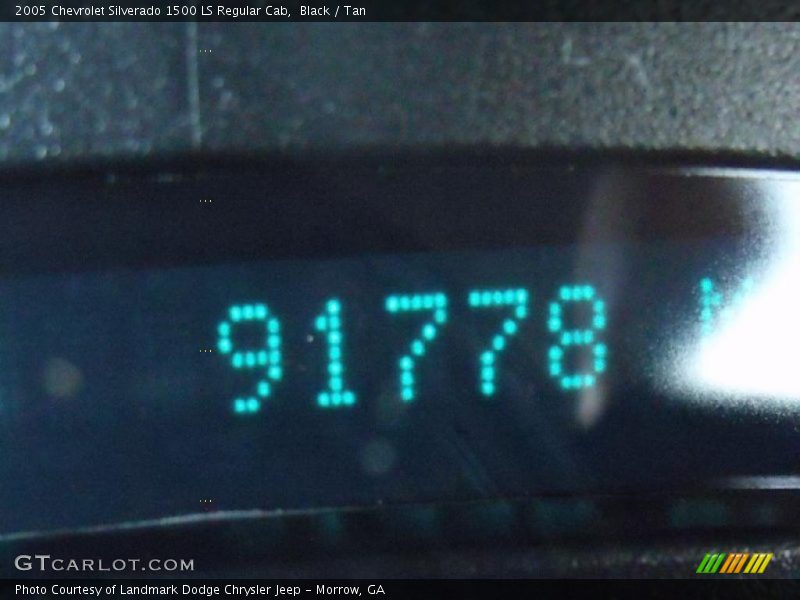 2005 Chevrolet Silverado 1500 LS Regular Cab, Black / Tan
91778
GTCARLOT.COM
Photo Courtesy of Landmark Dodge Chrysler Jeep - Morrow, GA